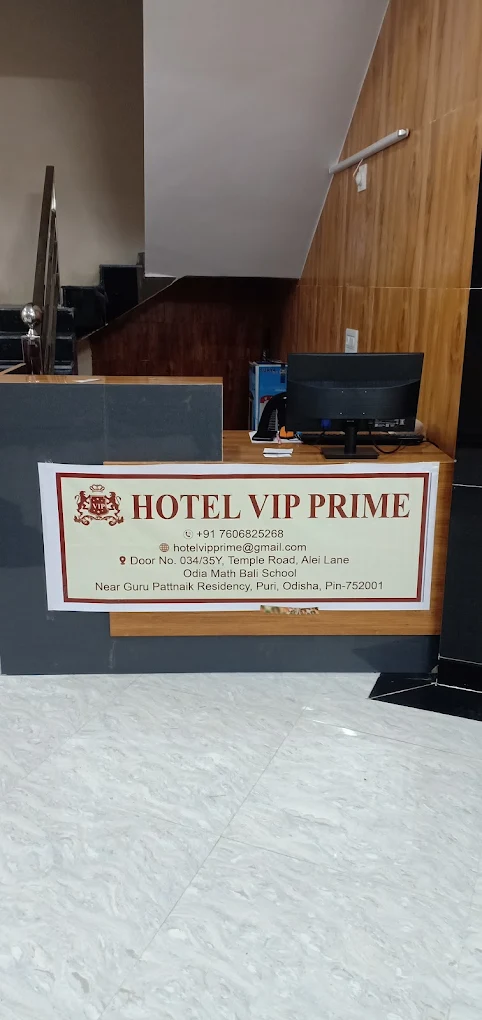 VIP
HOTEL VIP PRIME
+91 7606825268
hotelvipprime@gmail.com
Door No. 034/35Y, Temple Road, Alei Lane
Odia Math Bali School
Near Guru Pattnaik Residency, Puri, Odisha, Pin-752001